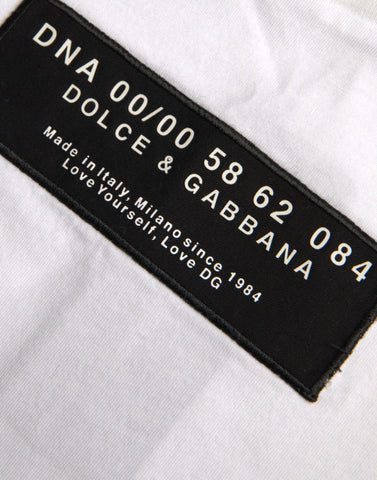 DNA 00/00 58 62 084
DOLCE & GABBANA
Made in Italy, Milano since 1984
Love Yourself, Love DG